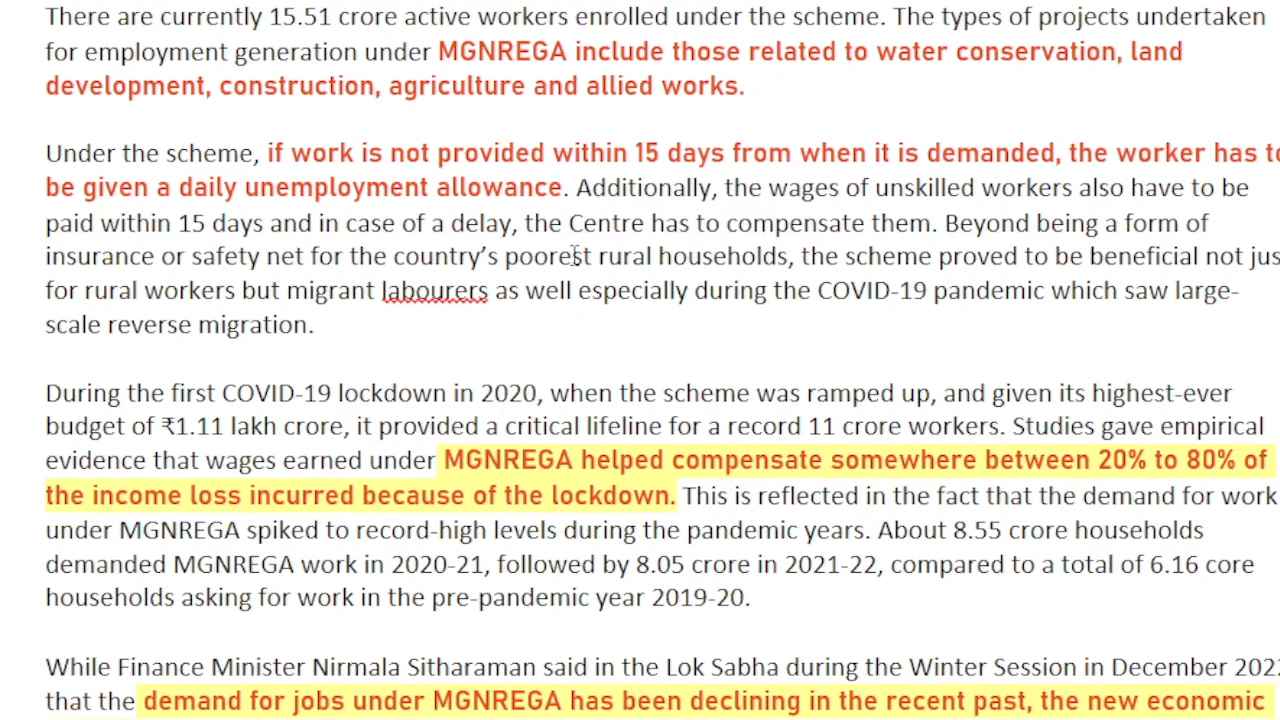 There are currently 15.51 crore active workers enrolled under the scheme. The types of projects undertaken
for employment generation under MGNREGA include those related to water conservation, land
development, construction, agriculture and allied works.
Under the scheme, if work is not provided within 15 days from when it is demanded, the worker has to
be given a daily unemployment allowance. Additionally, the wages of unskilled workers also have to be
paid within 15 days and in case of a delay, the Centre has to compensate them. Beyond being a form of
insurance or safety net for the country’s poorest rural households, the scheme proved to be beneficial not jus
for rural workers but migrant labourers as well especially during the COVID-19 pandemic which saw large-
scale reverse migration.
During the first COVID-19 lockdown in 2020, when the scheme was ramped up, and given its highest-ever
budget of ₹1.11 lakh crore, it provided a critical lifeline for a record 11 crore workers. Studies gave empirical
evidence that wages earned under MGNREGA helped compensate somewhere between 20% to 80% of
the income loss incurred because of the lockdown. This is reflected in the fact that the demand for work
under MGNREGA spiked to record-high levels during the pandemic years. About 8.55 crore households
demanded MGNREGA work in 2020-21, followed by 8.05 crore in 2021-22, compared to a total of 6.16 core
households asking for work in the pre-pandemic year 2019-20.
While Finance Minister Nirmala Sitharaman said in the Lok Sabha during the Winter Session in December
that the demand for jobs under MGNREGA has been declining in the recent past, the new economic